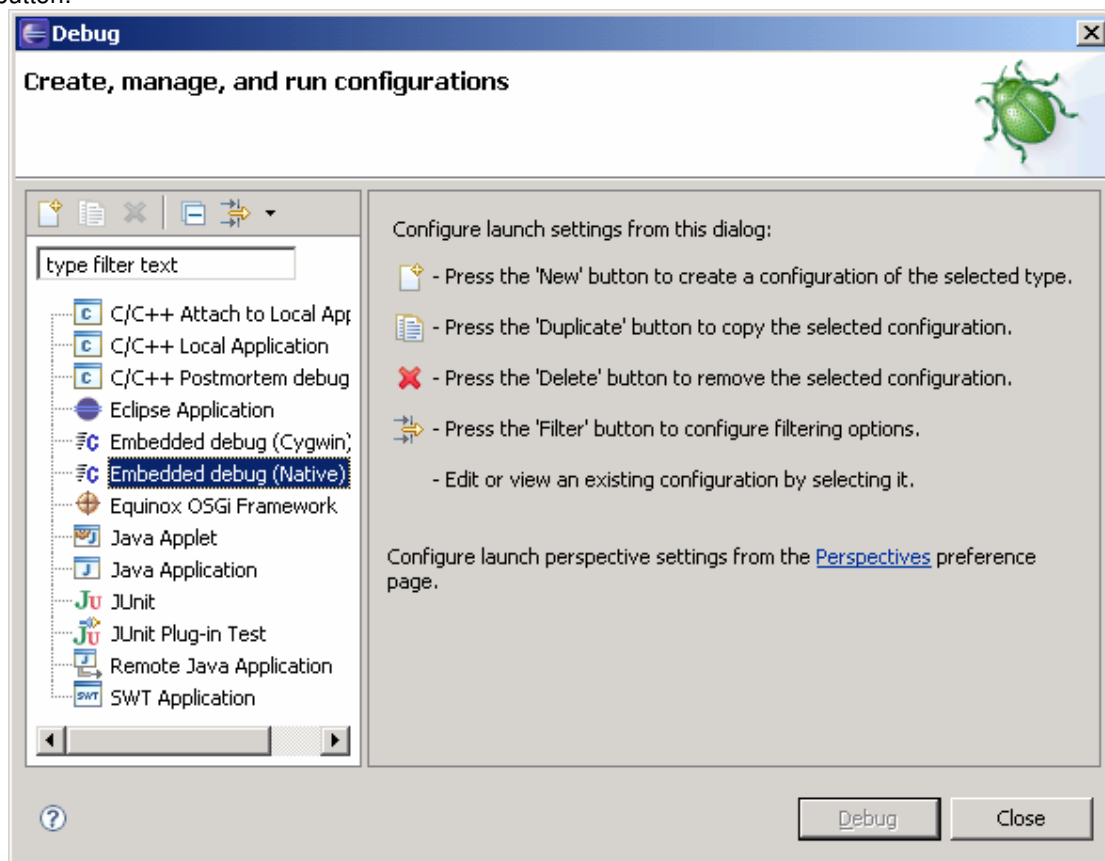 button.
Debug
Create, manage, and run configurations
type filter text
C/C++ Attach to Local App
C/C++ Local Application
C/C++ Postmortem debug
Eclipse Application
Embedded debug (Cygwin)
Embedded debug (Native)
Equinox OSGi Framework
Java Applet
Java Application
JUnit
JUnit Plug-in Test
Remote Java Application
SWT Application
Configure launch settings from this dialog:
- Press the 'New' button to create a configuration of the selected type.
- Press the 'Duplicate' button to copy the selected configuration.
- Press the 'Delete' button to remove the selected configuration.
- Press the 'Filter' button to configure filtering options.
- Edit or view an existing configuration by selecting it.
Configure launch perspective settings from the Perspectives preference
page.
Debug
Close